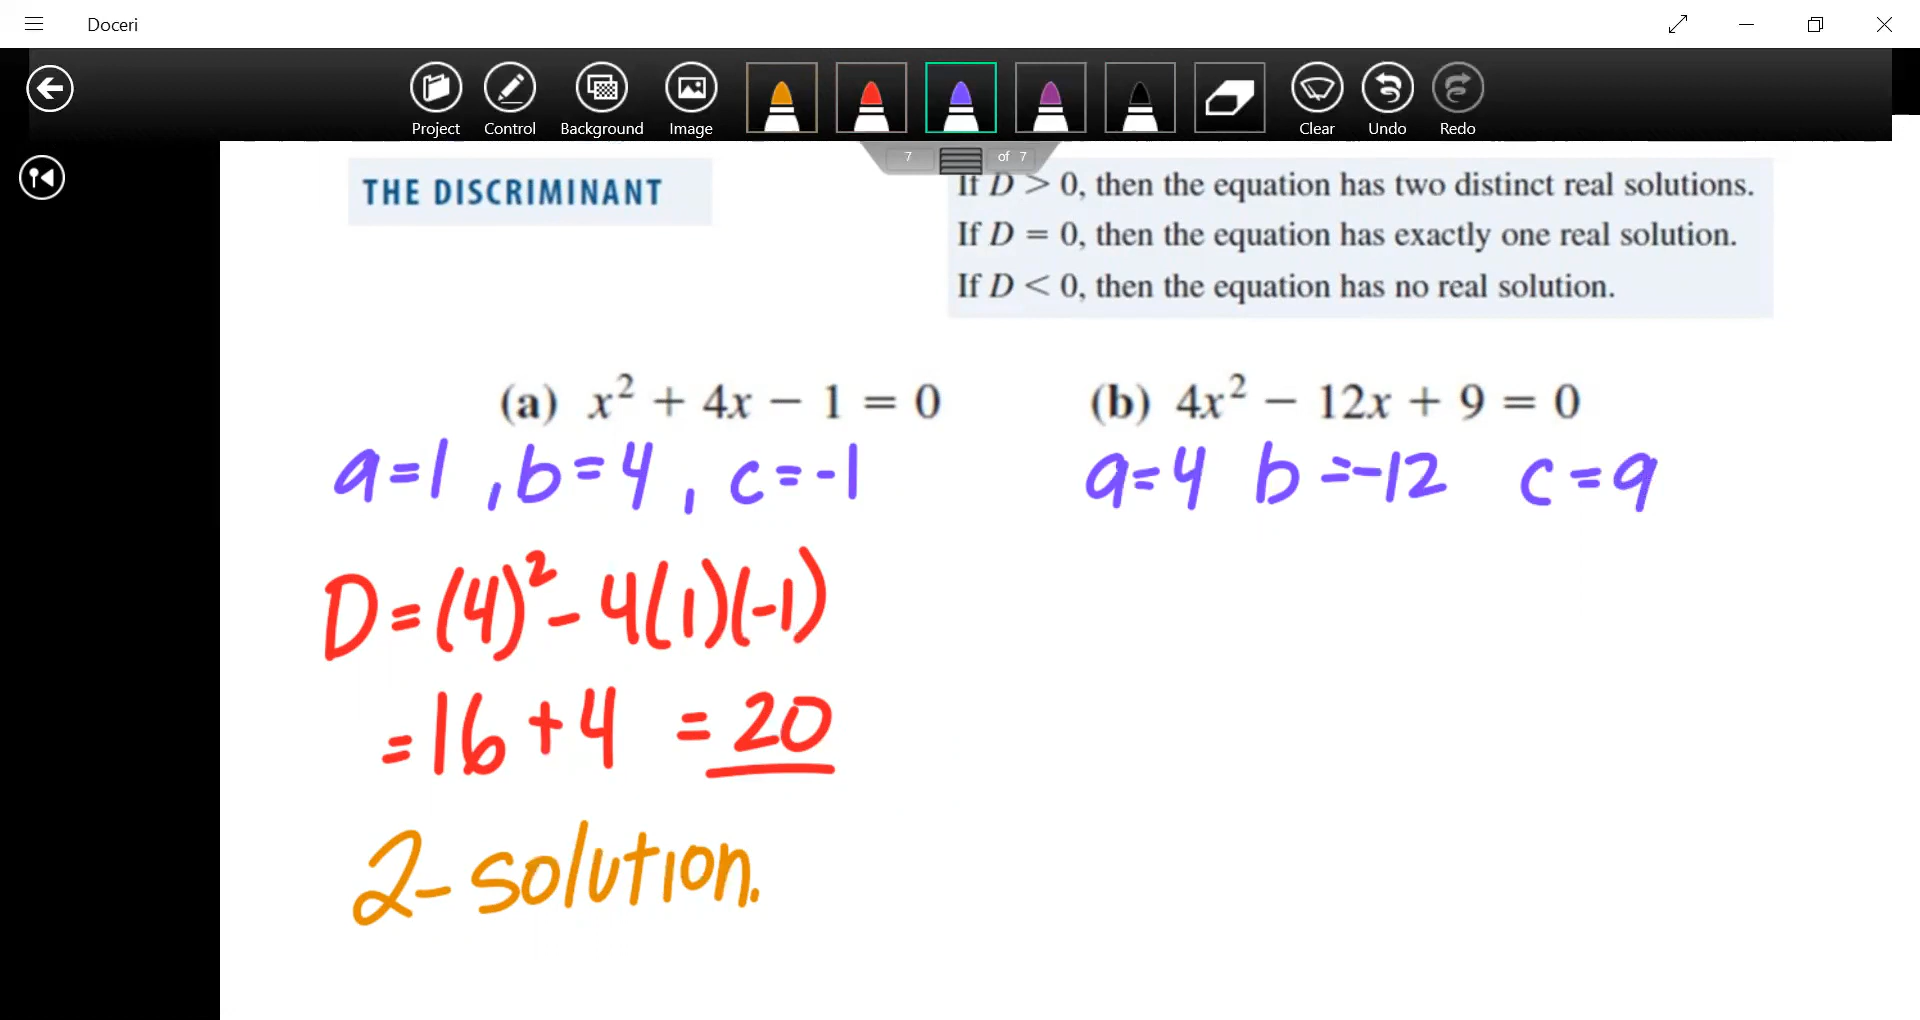 Doceri
Project Control Background Image Clear Undo Redo
7 of 7
THE DISCRIMINANT
If D > 0, then the equation has two distinct real solutions.
If D = 0, then the equation has exactly one real solution.
If D < 0, then the equation has no real solution.
(a) x² + 4x − 1 = 0
(b) 4x² − 12x + 9 = 0
a=1, b=4, c=-1
a=4 b=-12 c=9
D=(4)²-4(1)(-1)
=16+4 =20
2-solution.